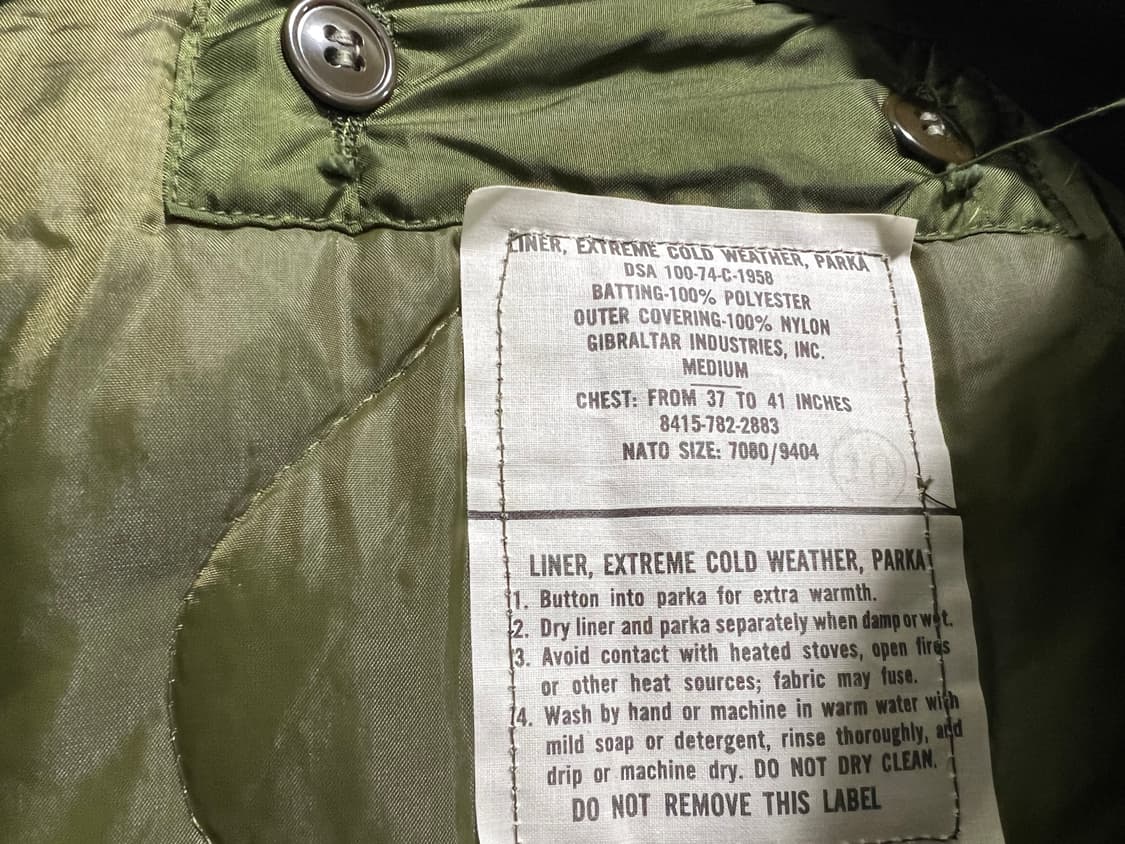 LINER, EXTREME COLD WEATHER, PARKA
DSA 100-74-C-1958
BATTING-100% POLYESTER
OUTER COVERING-100% NYLON
GIBRALTAR INDUSTRIES, INC.
MEDIUM
CHEST: FROM 37 TO 41 INCHES
8415-782-2883
NATO SIZE: 7080/9404
10
LINER, EXTREME COLD WEATHER, PARKA
1. Button into parka for extra warmth.
2. Dry liner and parka separately when damp or wet.
3. Avoid contact with heated stoves, open fires
or other heat sources; fabric may fuse.
4. Wash by hand or machine in warm water with
mild soap or detergent, rinse thoroughly, and
drip or machine dry. DO NOT DRY CLEAN.
DO NOT REMOVE THIS LABEL